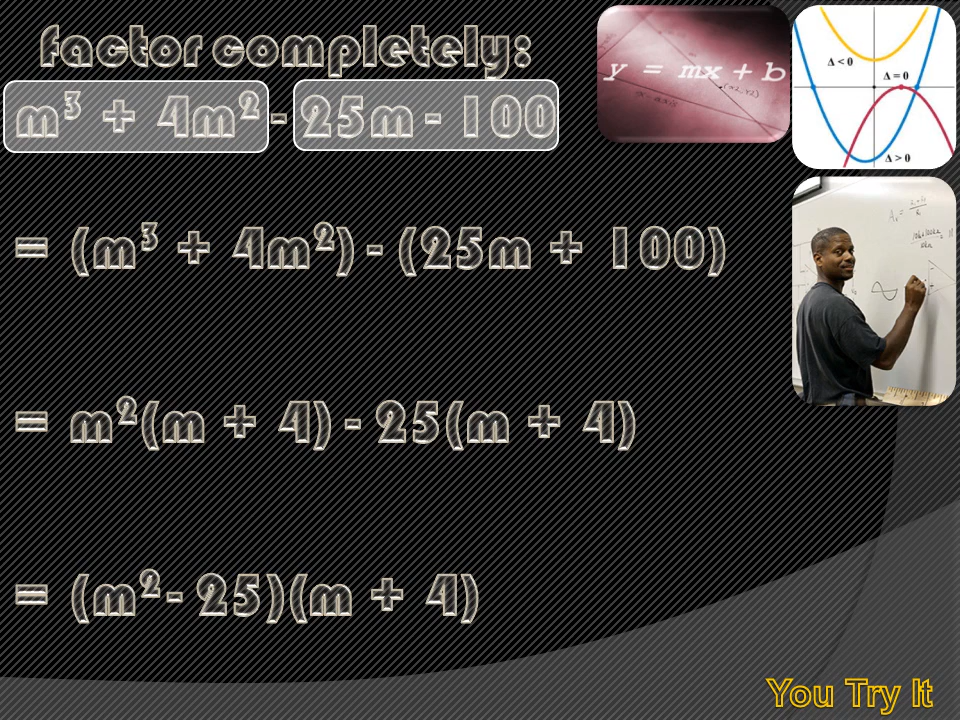 factor completely:
m³ + 4m² - 25m - 100
= (m³ + 4m²) - (25m + 100)
= m²(m + 4) - 25(m + 4)
= (m² - 25)(m + 4)
y = mx + b
Δ < 0
Δ = 0
Δ > 0
You Try It